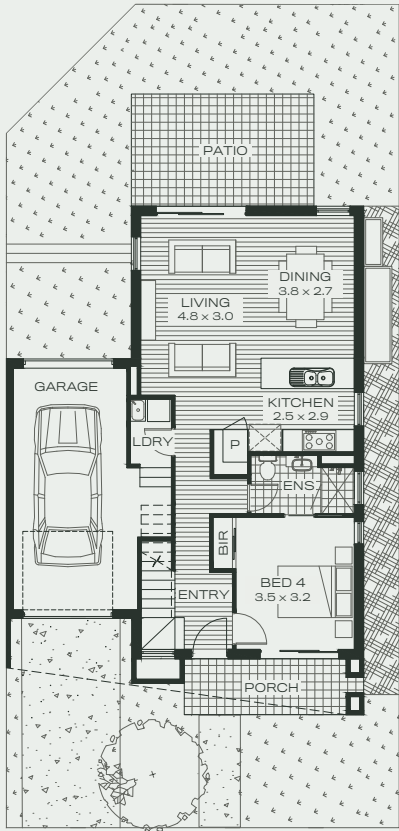 PATIO
DINING
3.8 x 2.7
LIVING
4.8 x 3.0
GARAGE
KITCHEN
2.5 x 2.9
LDRY
P
ENS
BIR
BED 4
3.5 x 3.2
ENTRY
PORCH